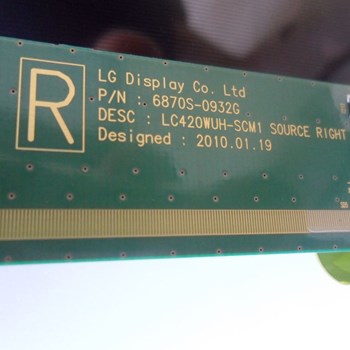 R
LG Display Co. Ltd
P/N : 6870S-0932G
DESC : LC420WUH-SCM1 SOURCE RIGHT
Designed : 2010.01.19